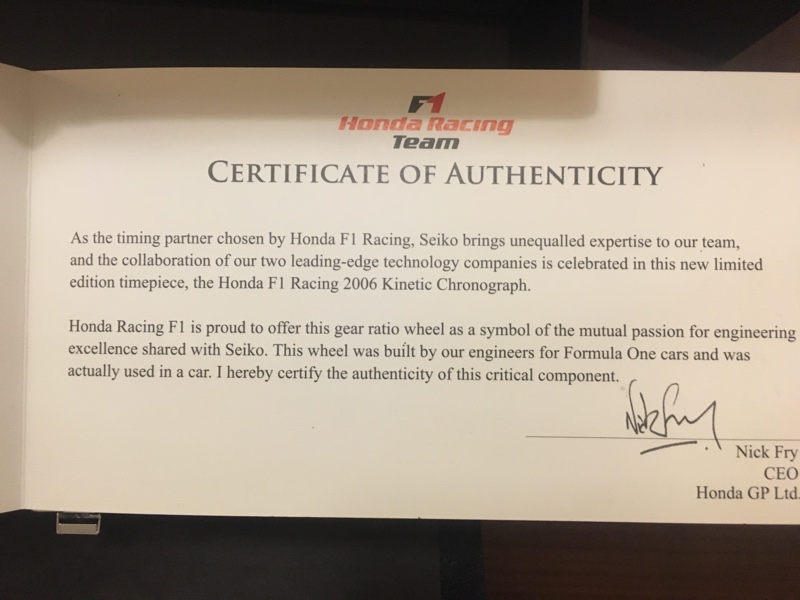 F1
Honda Racing
Team
CERTIFICATE OF AUTHENTICITY
As the timing partner chosen by Honda F1 Racing, Seiko brings unequalled expertise to our team,
and the collaboration of our two leading-edge technology companies is celebrated in this new limited
edition timepiece, the Honda F1 Racing 2006 Kinetic Chronograph.
Honda Racing F1 is proud to offer this gear ratio wheel as a symbol of the mutual passion for engineering
excellence shared with Seiko. This wheel was built by our engineers for Formula One cars and was
actually used in a car. I hereby certify the authenticity of this critical component.
Nick Fry
Nick Fry
CEO
Honda GP Ltd.